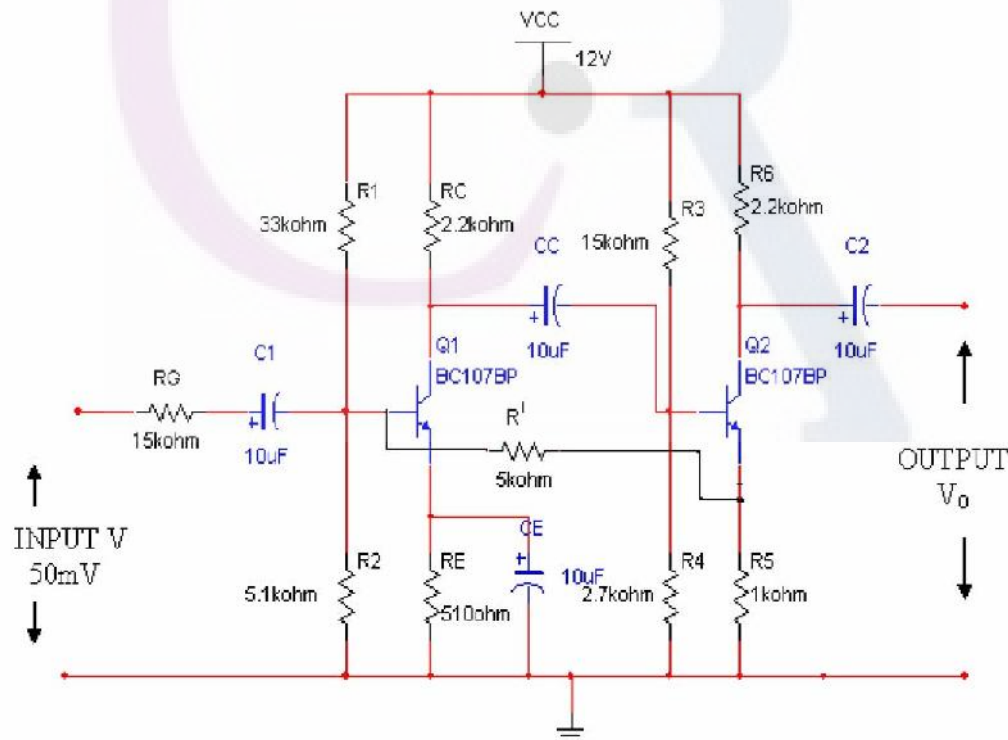 VCC
12V
R1
33kohm
RC
2.2kohm
R3
15kohm
R6
2.2kohm
CC
10uF
C2
10uF
C1
10uF
RG
15kohm
Q1
BC107BP
Q2
BC107BP
R'
5kohm
INPUT V
50mV
OUTPUT
V₀
R2
5.1kohm
RE
510ohm
CE
10uF
R4
2.7kohm
R5
1kohm